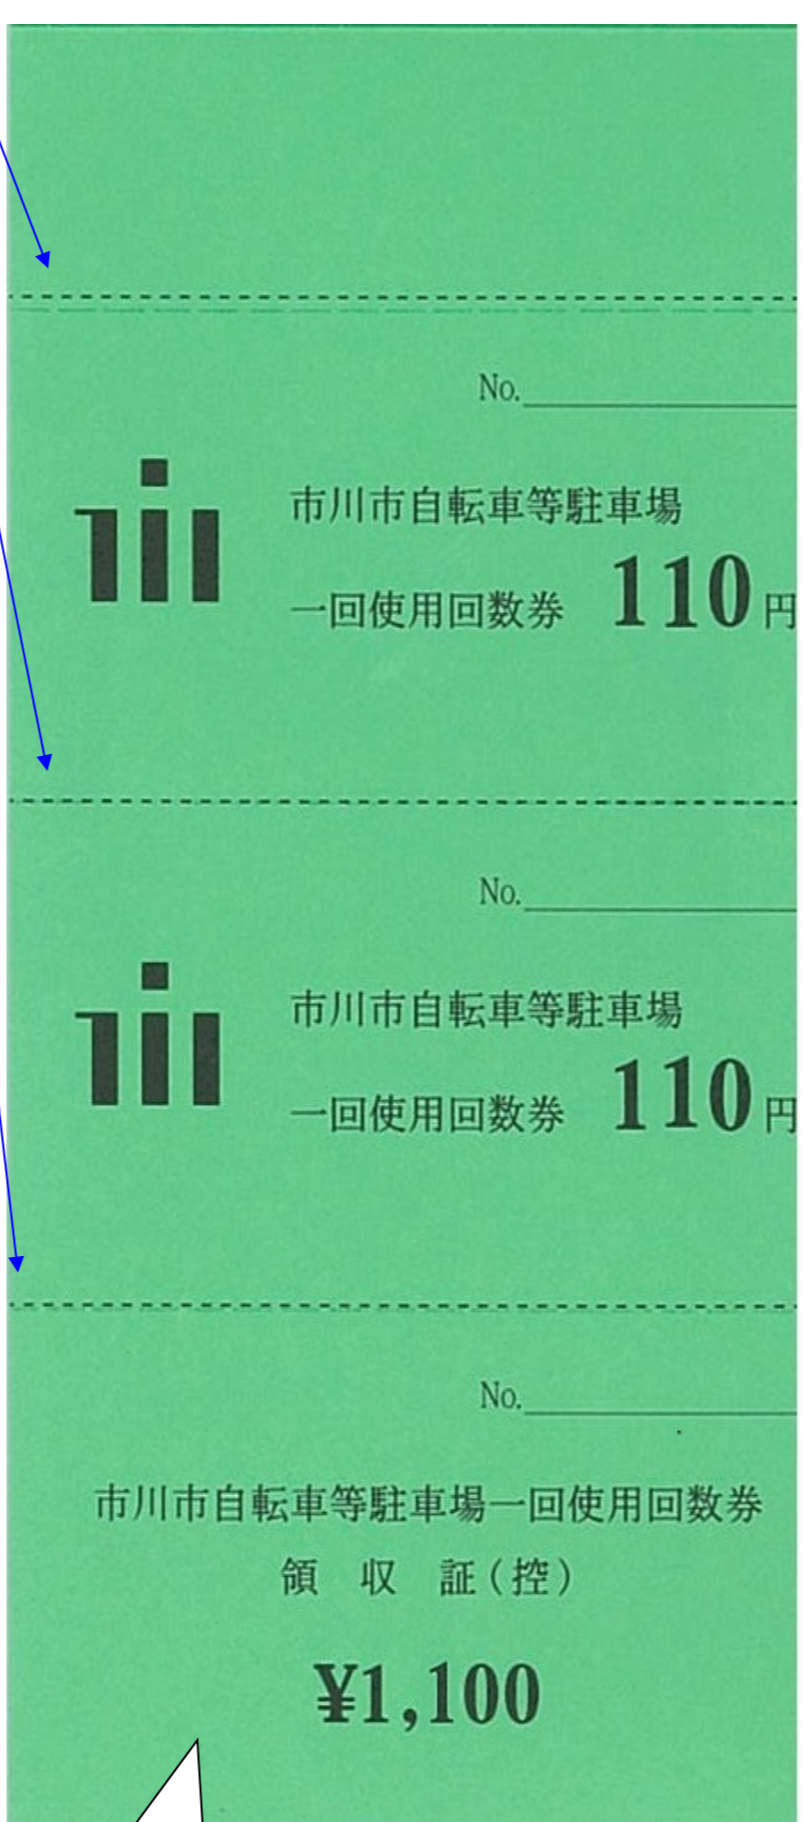 No.
市川市自転車等駐車場
一回使用回数券 110円
No.
市川市自転車等駐車場
一回使用回数券 110円
No.
市川市自転車等駐車場一回使用回数券
領 収 証(控)
¥1,100